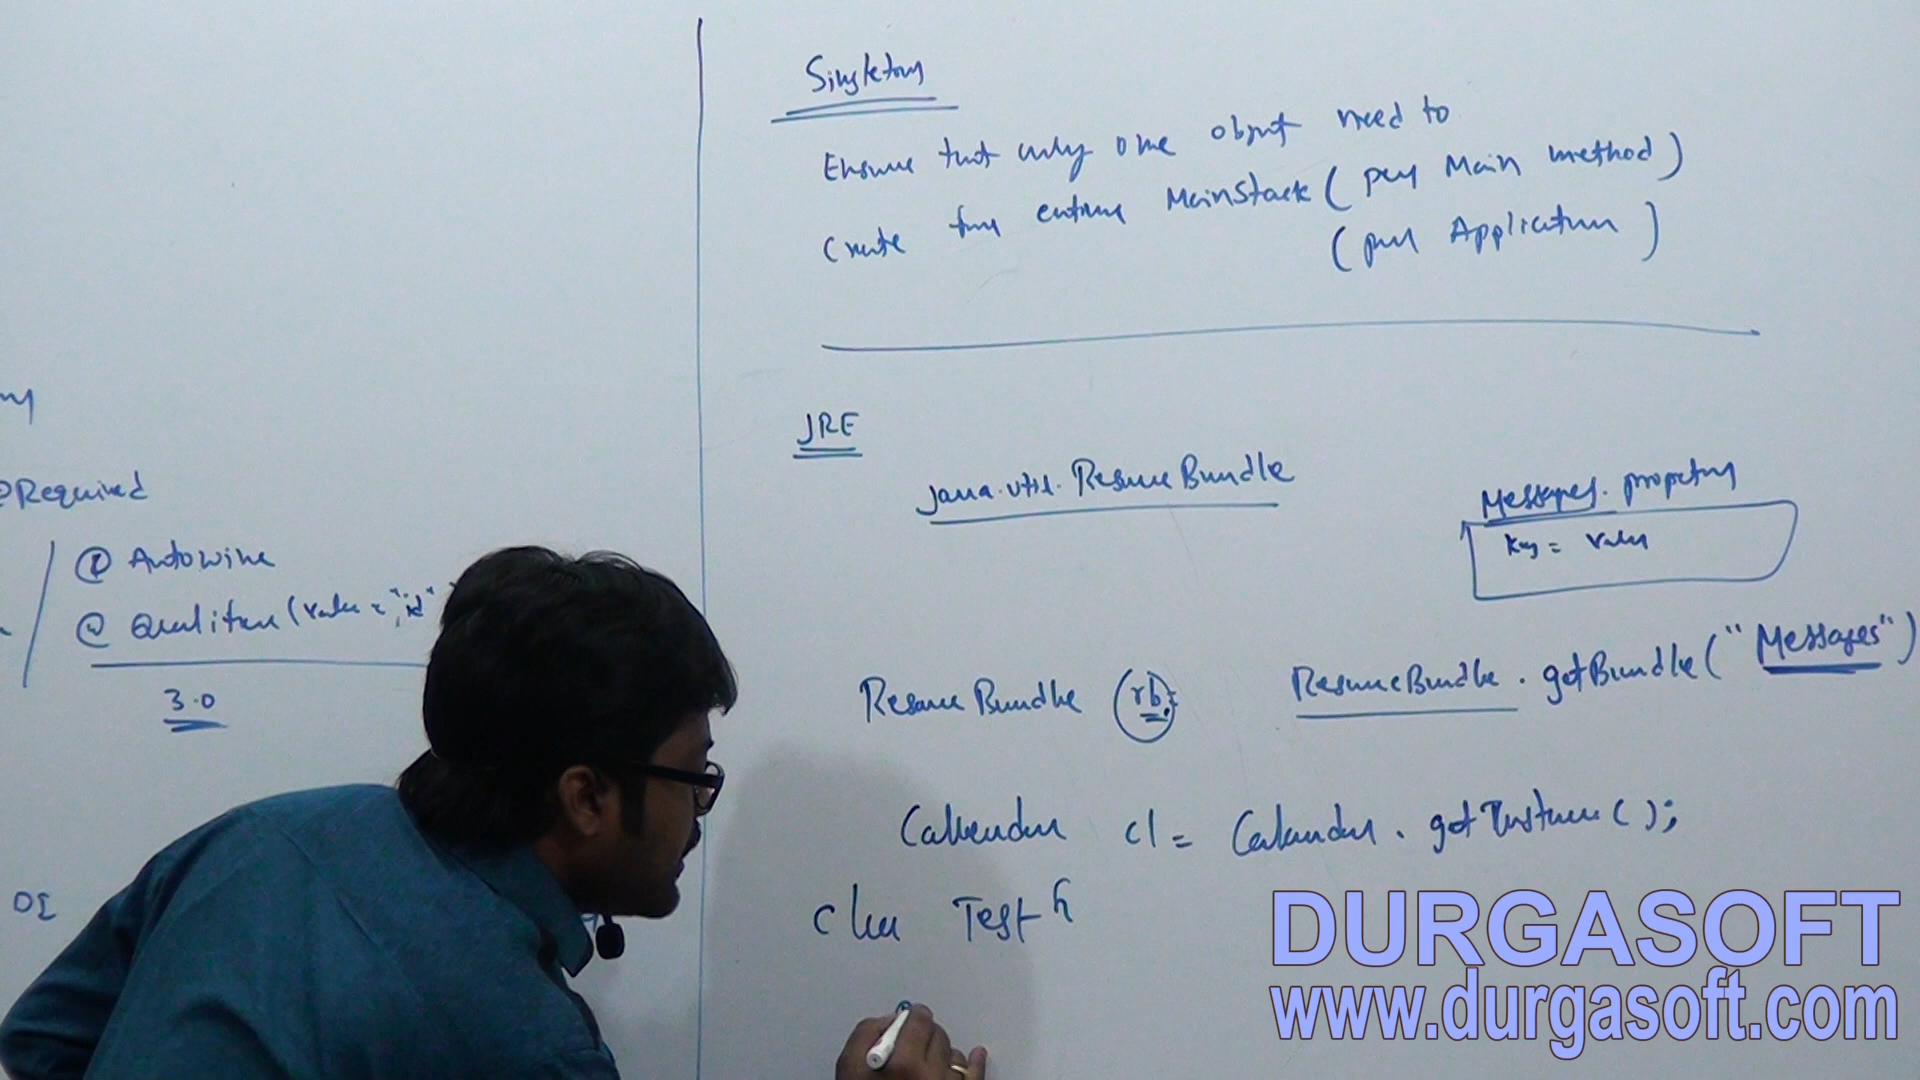 Singleton
Ensure that only one object need to
Create for entire MainStack ( per Main method )
( per Application )
JRE
java.util.ResourceBundle
Messages.properties
Key = Value
ResourceBundle rb; ResourceBundle . getBundle( "Messages" )
Calendar cl = Calendar . getInstance ( );
class Test {
@Required
@ Autowire
@ Qualifier (value = "id"
3.0
DURGASOFT
www.durgasoft.com